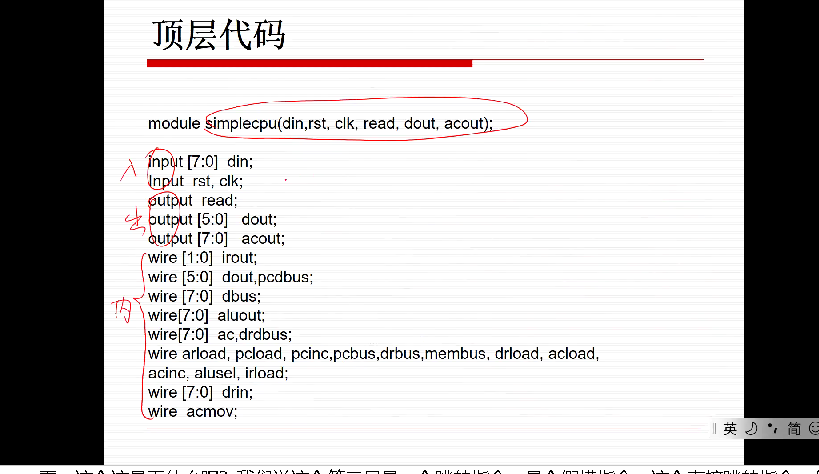 顶层代码
module simplecpu(din,rst, clk, read, dout, acout);
入
input [7:0] din;
Input rst, clk;
output read;
出
output [5:0] dout;
output [7:0] acout;
wire [1:0] irout;
wire [5:0] dout,pcdbus;
wire [7:0] dbus;
内
wire[7:0] aluout;
wire[7:0] ac,drdbus;
wire arload, pcload, pcinc,pcbus,drbus,membus, drload, acload,
acinc, alusel, irload;
wire [7:0] drin;
wire acmov;
英 简